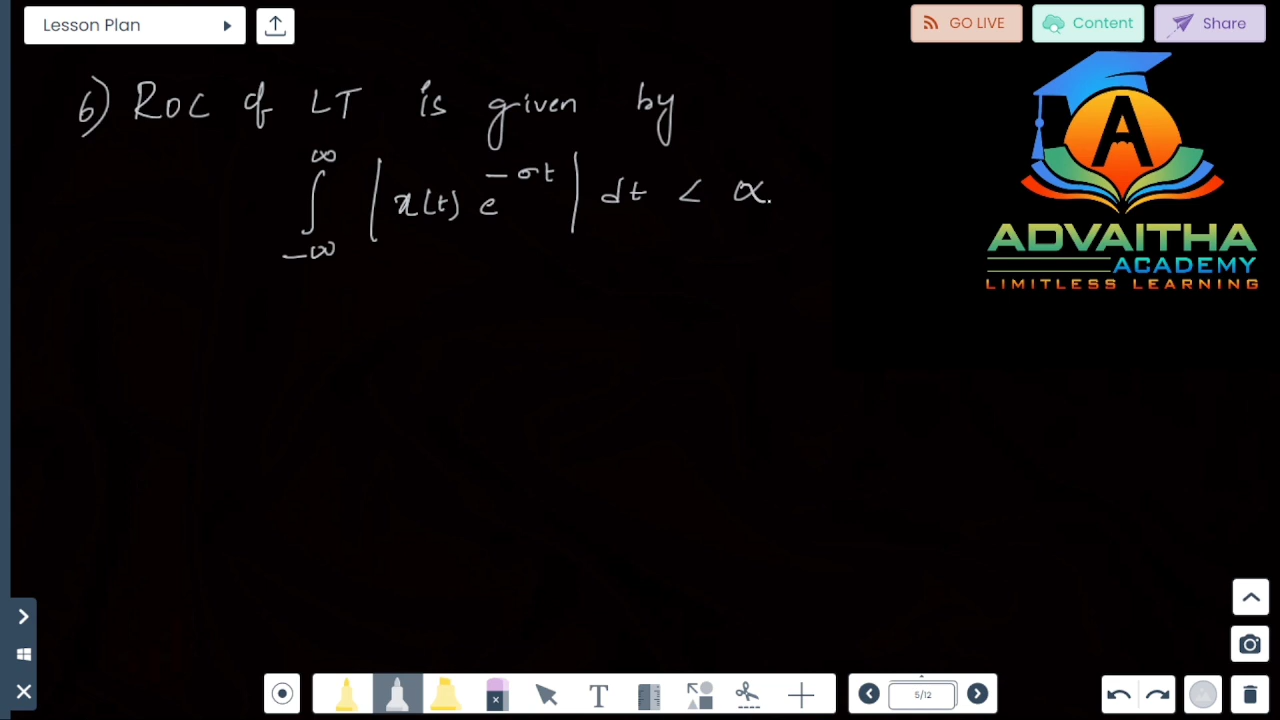 Lesson Plan
GO LIVE
Content
Share
6) ROC of LT is given by
∞
∫ | x(t) e^{-σt} | dt < α.
-∞
A
ADVAITHA
ACADEMY
LIMITLESS LEARNING
T
5/12
A